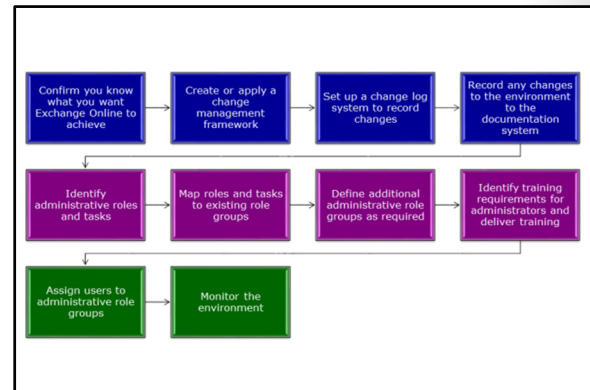 Confirm you know
what you want
Exchange Online to
achieve
Create or apply a
change
management
framework
Set up a change log
system to record
changes
Record any changes
to the environment
to the
documentation
system
Identify
administrative roles
and tasks
Map roles and tasks
to existing role
groups
Define additional
administrative role
groups as required
Identify training
requirements for
administrators and
deliver training
Assign users to
administrative role
groups
Monitor the
environment